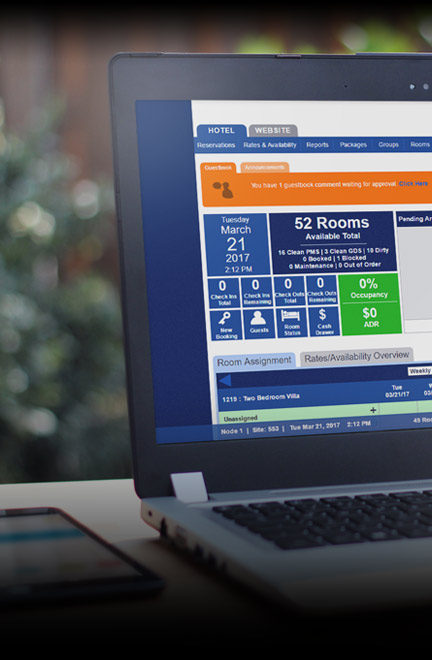 HOTEL WEBSITE
Reservations Rates & Availability Reports Packages Groups Rooms
Guestbook Announcements
You have 1 guestbook comment waiting for approval. Click Here
Tuesday
March
21
2017
2:12 PM
52 Rooms
Available Total
16 Clean PMS | 3 Clean GDS | 10 Dirty
0 Booked | 1 Blocked
0 Maintenance | 0 Out of Order
Pending Ar
0 Check Ins Total
0 Check Ins Remaining
0 Check Outs Total
0 Check Outs Remaining
0%
Occupancy
$0
ADR
New Booking
Guests
Room Status
$ Cash Drawer
Room Assignment Rates/Availability Overview
Weekly
Tue
03/21/17
1219 : Two Bedroom Villa
Unassigned +
Node 1 | Site: 553 | Tue Mar 21, 2017 2:12 PM